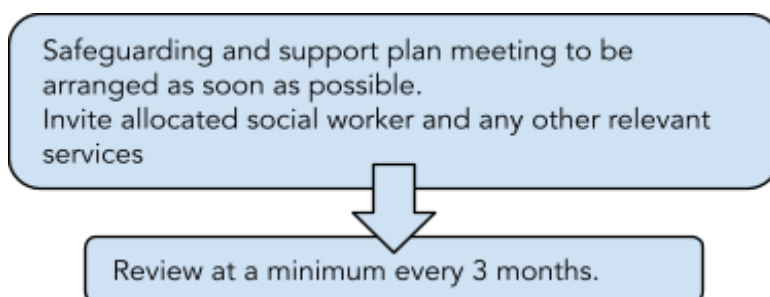 Safeguarding and support plan meeting to be
arranged as soon as possible.
Invite allocated social worker and any other relevant
services
Review at a minimum every 3 months.